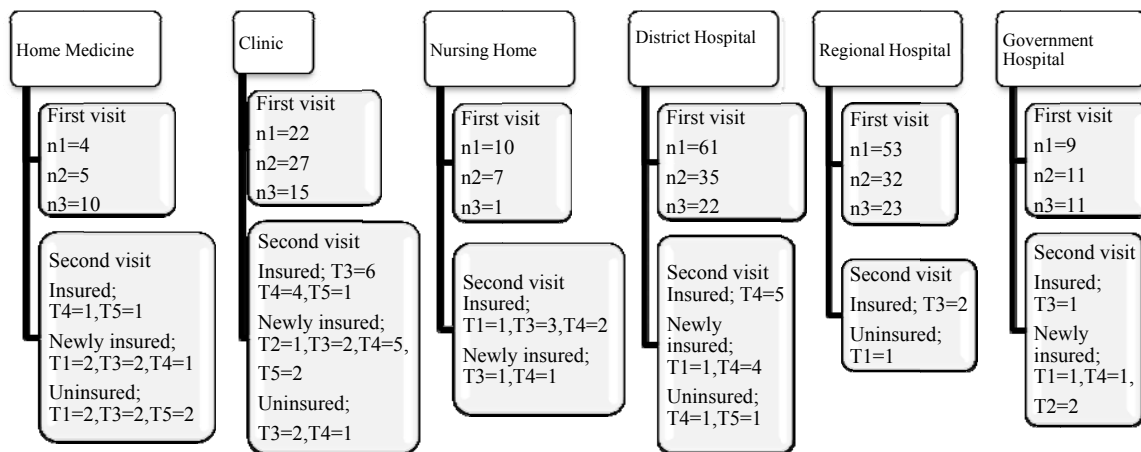 Home Medicine
First visit
n1=4
n2=5
n3=10
Second visit
Insured;
T4=1,T5=1
Newly insured;
T1=2,T3=2,T4=1
Uninsured;
T1=2,T3=2,T5=2
Clinic
First visit
n1=22
n2=27
n3=15
Second visit
Insured; T3=6
T4=4,T5=1
Newly insured;
T2=1,T3=2,T4=5,
T5=2
Uninsured;
T3=2,T4=1
Nursing Home
First visit
n1=10
n2=7
n3=1
Second visit
Insured;
T1=1,T3=3,T4=2
Newly insured;
T3=1,T4=1
District Hospital
First visit
n1=61
n2=35
n3=22
Second visit
Insured; T4=5
Newly
insured;
T1=1,T4=4
Uninsured;
T4=1,T5=1
Regional Hospital
First visit
n1=53
n2=32
n3=23
Second visit
Insured; T3=2
Uninsured;
T1=1
Government
Hospital
First visit
n1=9
n2=11
n3=11
Second visit
Insured;
T3=1
Newly
insured;
T1=1,T4=1,
T2=2